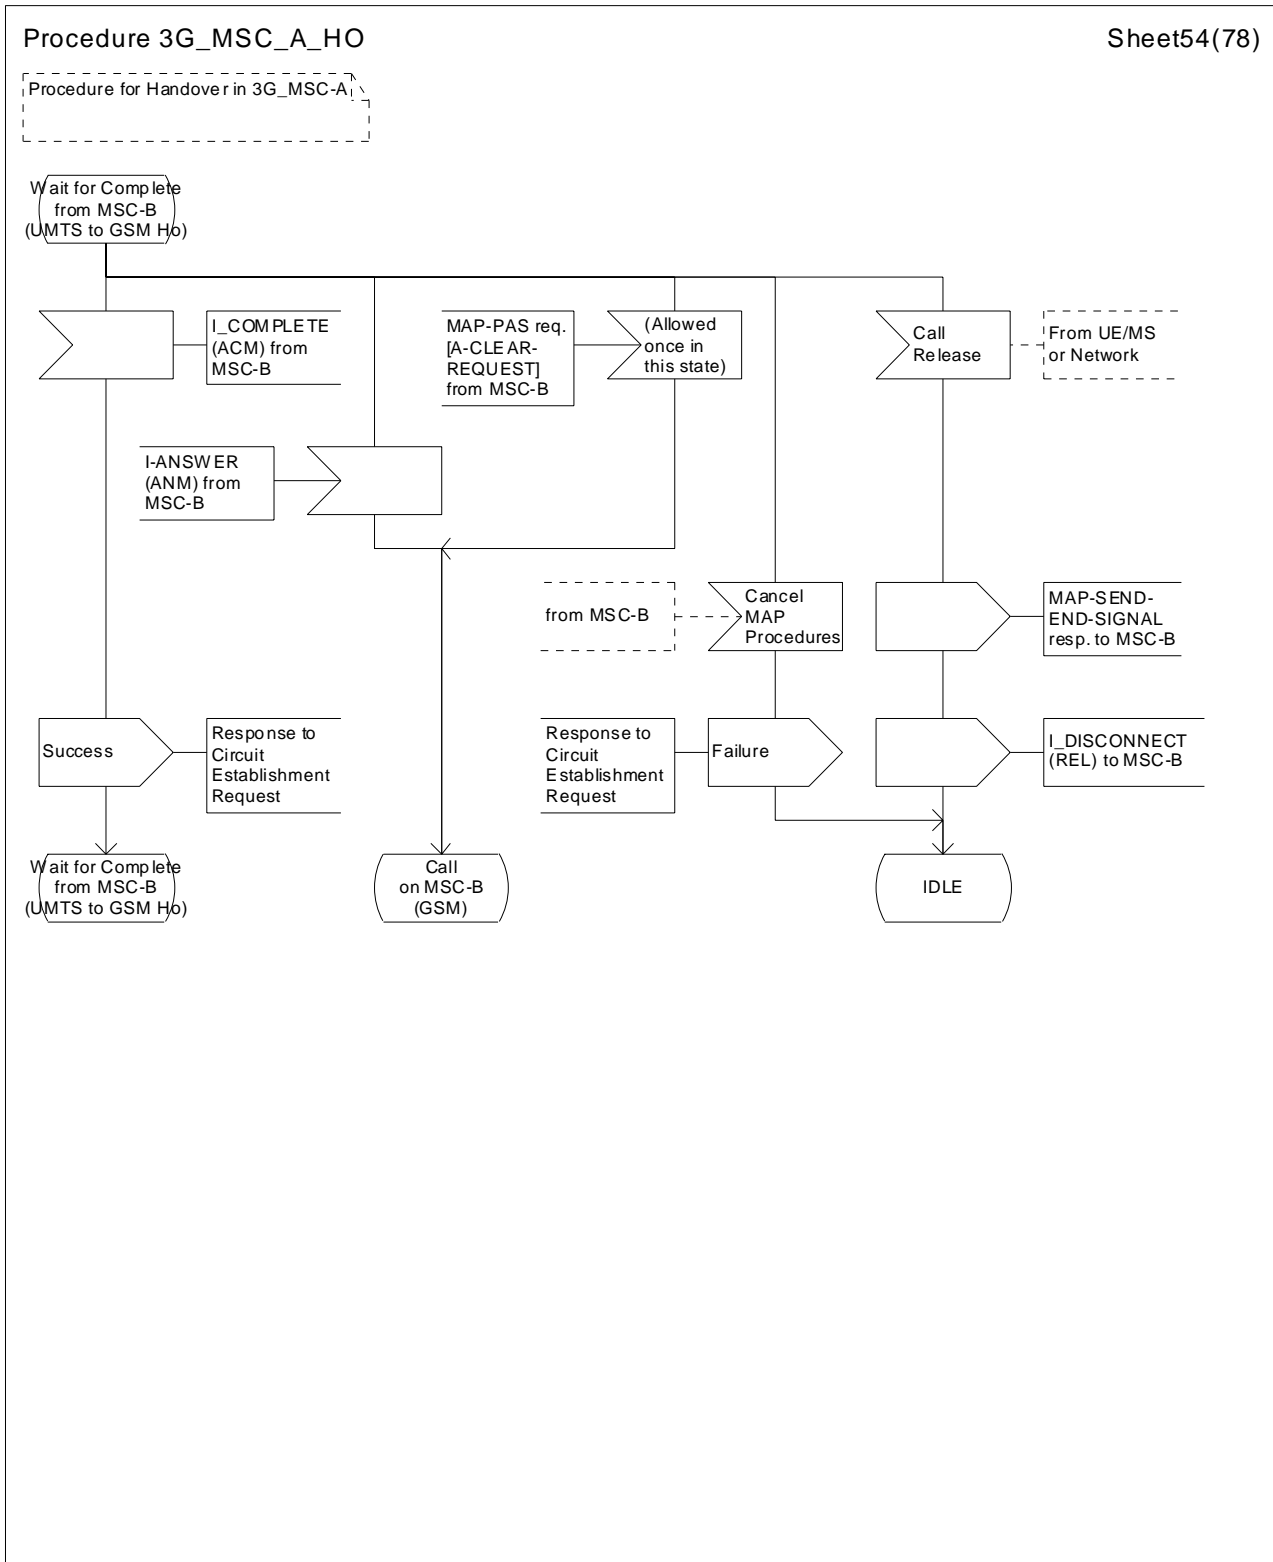 Procedure 3G_MSC_A_HO
Sheet54(78)
Procedure for Handover in 3G_MSC-A
Wait for Complete
from MSC-B
(UMTS to GSM Ho)
I_COMPLETE
(ACM) from
MSC-B
MAP-PAS req.
[A-CLEAR-
REQUEST]
from MSC-B
(Allowed
once in
this state)
Call
Release
From UE/MS
or Network
I-ANSWER
(ANM) from
MSC-B
from MSC-B
Cancel
MAP
Procedures
MAP-SEND-
END-SIGNAL
resp. to MSC-B
Success
Response to
Circuit
Establishment
Request
Response to
Circuit
Establishment
Request
Failure
I_DISCONNECT
(REL) to MSC-B
Wait for Complete
from MSC-B
(UMTS to GSM Ho)
Call
on MSC-B
(GSM)
IDLE